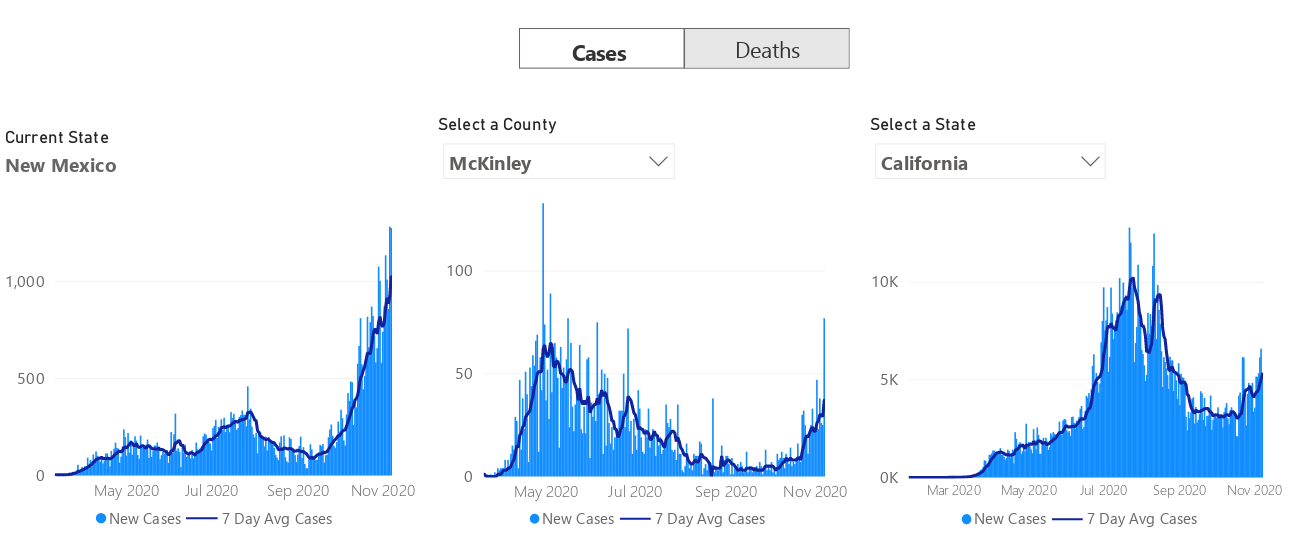 Cases Deaths
Current State
New Mexico
Select a County
McKinley
Select a State
California
1,000
500
0
May 2020 Jul 2020 Sep 2020 Nov 2020
New Cases 7 Day Avg Cases
100
50
0
May 2020 Jul 2020 Sep 2020 Nov 2020
New Cases 7 Day Avg Cases
10K
5K
0K
Mar 2020 May 2020 Jul 2020 Sep 2020 Nov 2020
New Cases 7 Day Avg Cases